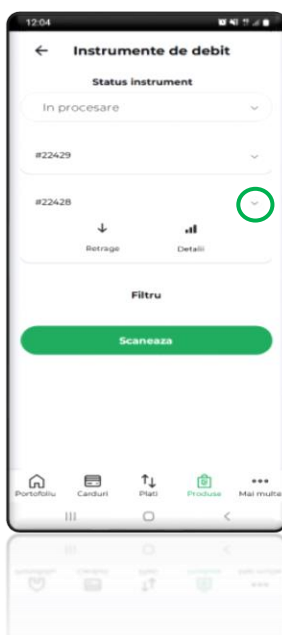 12:04
Instrumente de debit
Status instrument
In procesare
#22429
#22428
Retrage Detalii
Filtru
Scaneaza
Portofoliu Carduri Plati Produse Mai multe